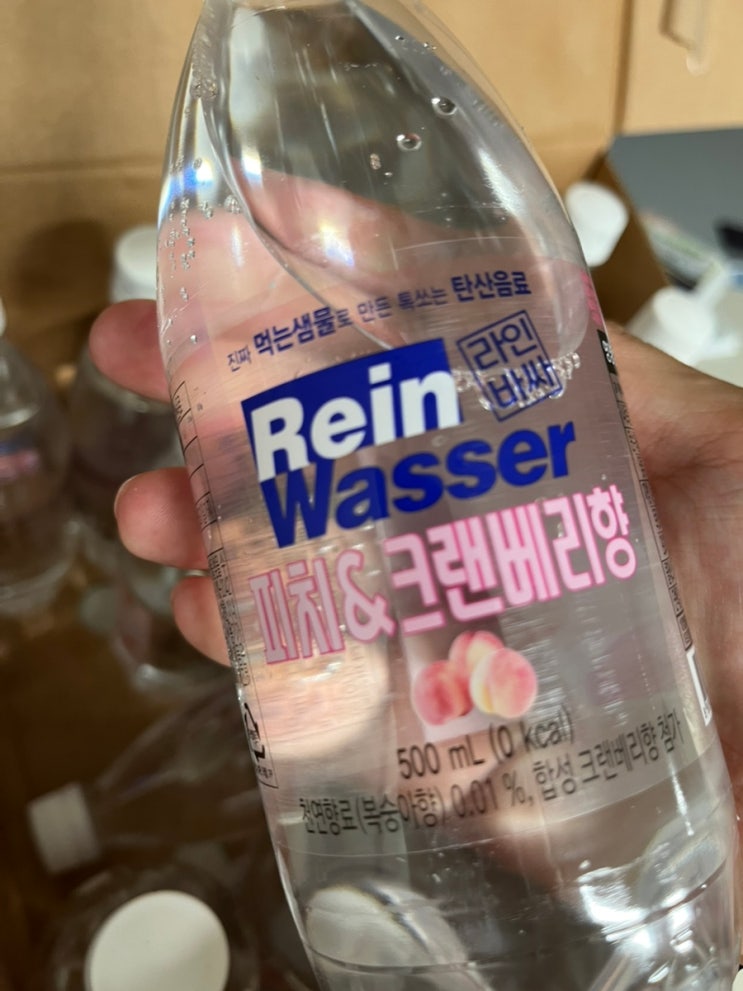 진짜 먹는샘물로 만든 톡쏘는 탄산음료
Rein
Wasser
라인
바싸
피치&크랜베리향
500 mL (0 kcal)
천연향료(복숭아향) 0.01 %, 합성 크랜베리향 첨가